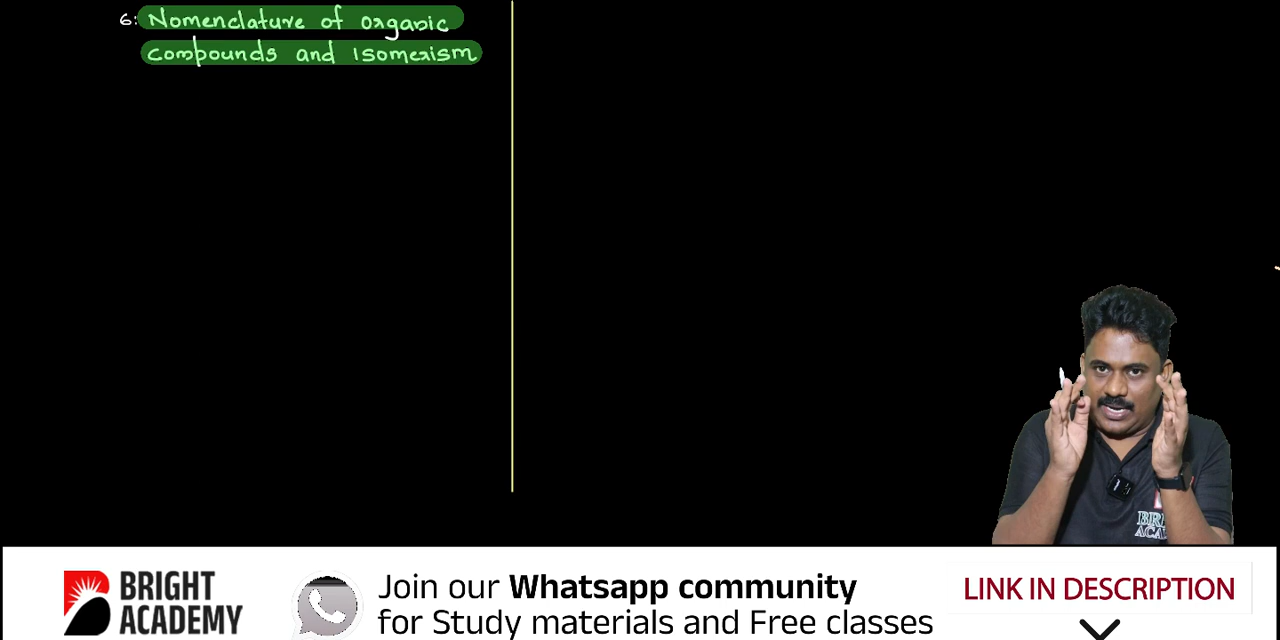 6: Nomenclature of organic
compounds and Isomerism
BRIGHT
ACADEMY
Join our Whatsapp community
for Study materials and Free classes
LINK IN DESCRIPTION